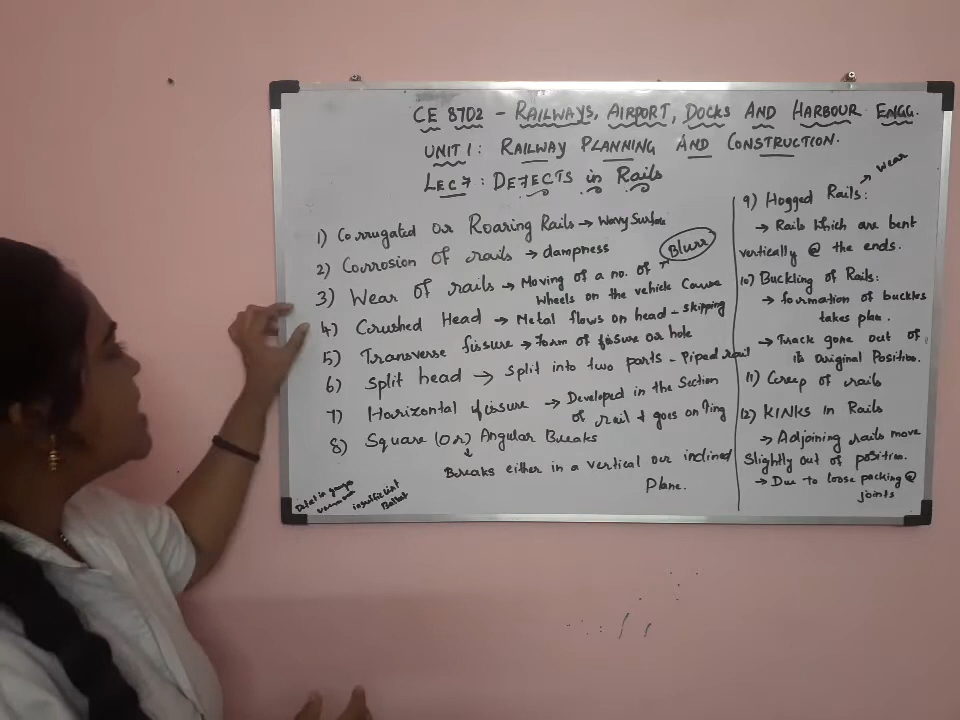 CE 8702 - RAILWAYS, AIRPORT, DOCKS AND HARBOUR ENGG.
UNIT 1: RAILWAY PLANNING AND CONSTRUCTION.
LEC 7: DEFECTS in Rails
1) Corrugated or Roaring Rails → Wavy Surface
2) Corrosion of rails → dampness
Blurr
3) Wear of rails → Moving of a no. of
Wheels on the vehicle Course
4) Crushed Head → Metal flows on head - skipping
5) Transverse fissure → Form of fissure or hole
6) Split head → Split into two parts - Piped rail
7) Horizontal fissure → Developed in the Section
of rail & goes on ↑ing
8) Square (Or) Angular Breaks
↓
Breaks either in a vertical or inclined
Plane.
insufficient
Ballast
9) Hogged Rails: → Wear
→ Rails which are bent
vertically @ the ends.
10) Buckling of Rails:
→ formation of buckles
takes place.
→ Track gone out of
its Original Position.
11) Creep of rails
12) KINKS in Rails
→ Adjoining rails move
Slightly out of position.
→ Due to loose packing @
joints